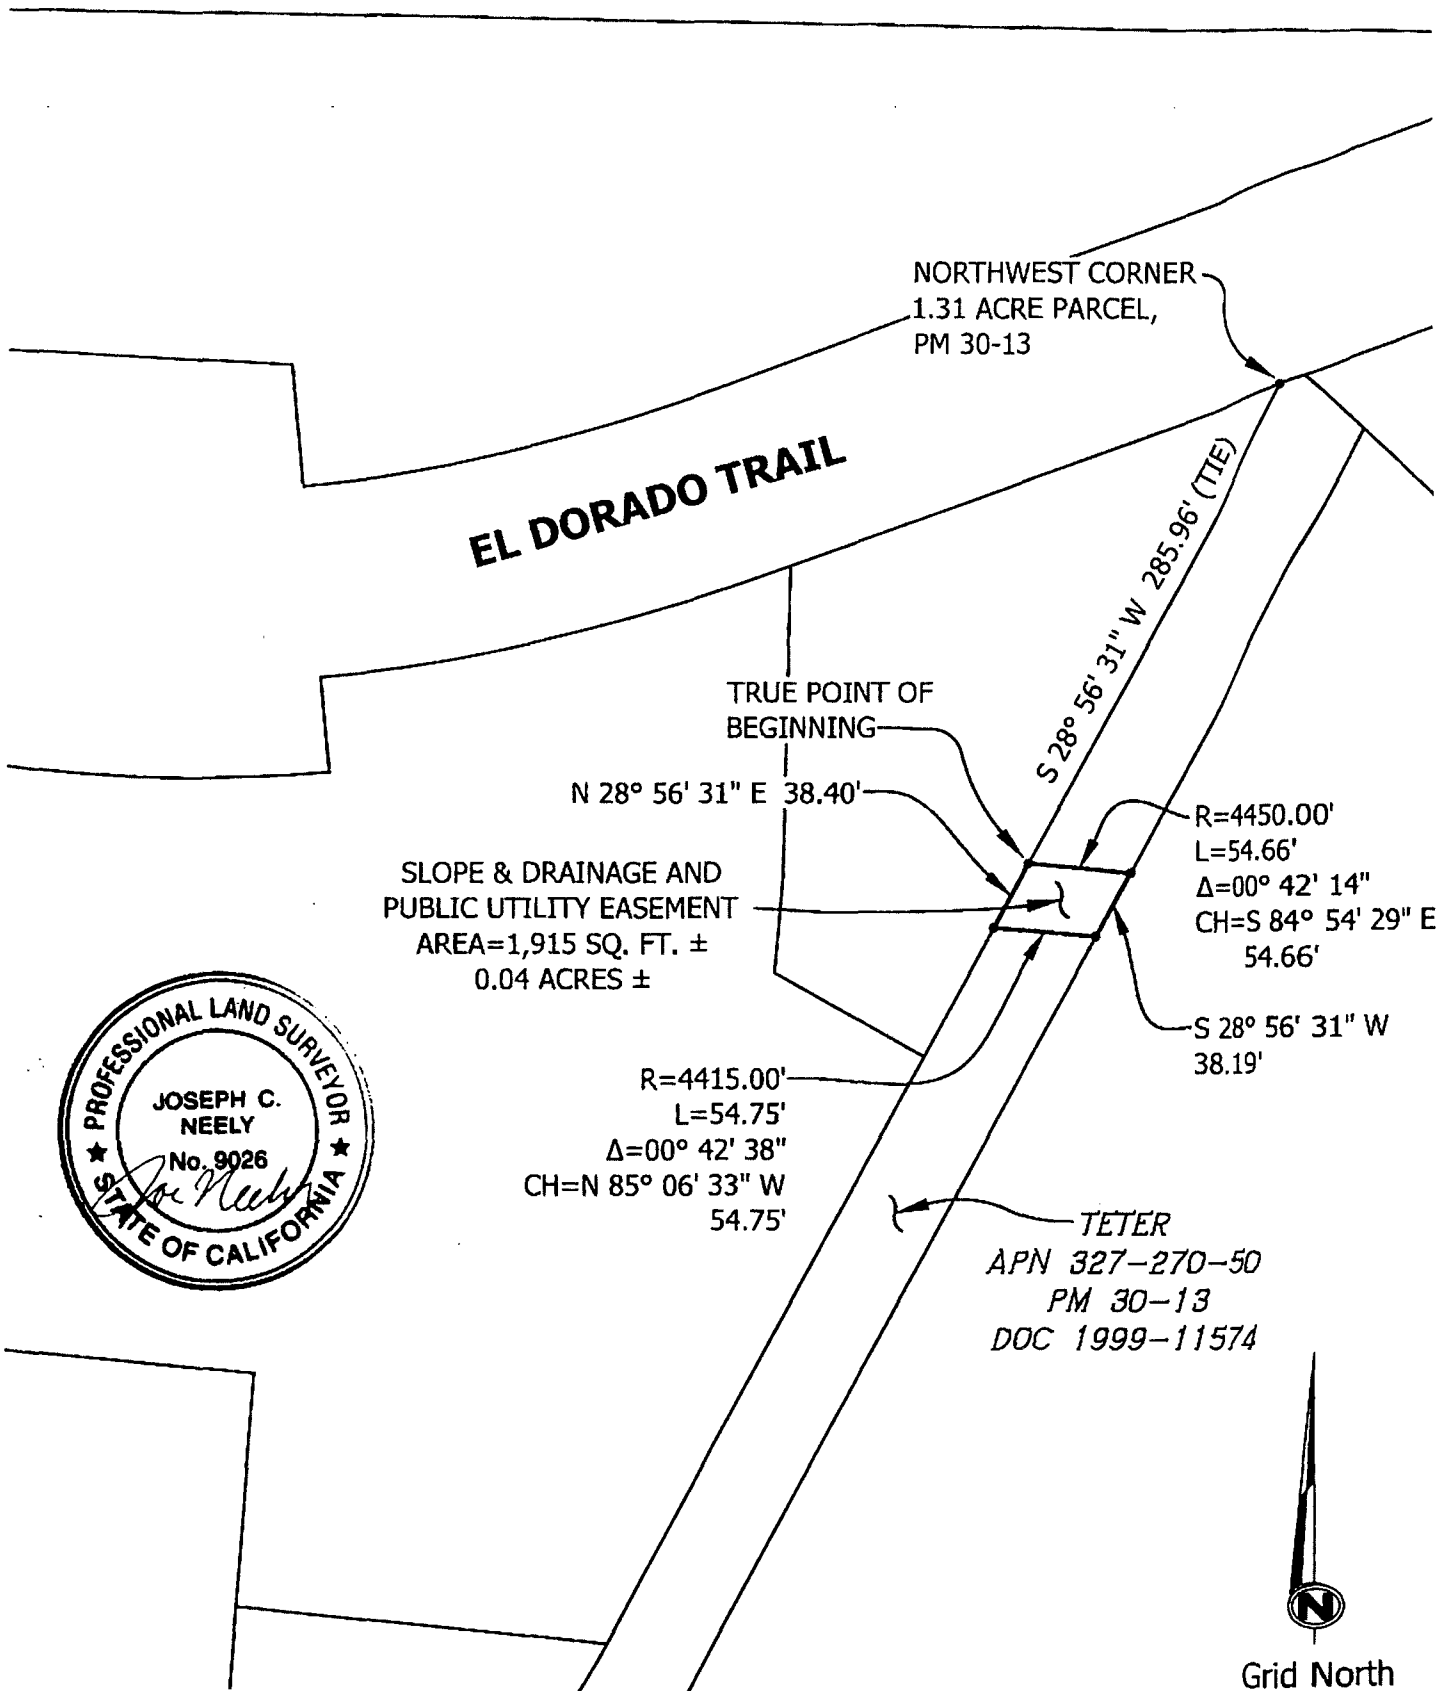 NORTHWEST CORNER
1.31 ACRE PARCEL,
PM 30-13
EL DORADO TRAIL
S 28° 56' 31" W 285.96' (TIE)
TRUE POINT OF
BEGINNING
N 28° 56' 31" E 38.40'
R=4450.00'
L=54.66'
Δ=00° 42' 14"
CH=S 84° 54' 29" E
54.66'
SLOPE & DRAINAGE AND
PUBLIC UTILITY EASEMENT
AREA=1,915 SQ. FT. ±
0.04 ACRES ±
S 28° 56' 31" W
38.19'
R=4415.00'
L=54.75'
Δ=00° 42' 38"
CH=N 85° 06' 33" W
54.75'
PROFESSIONAL LAND SURVEYOR
JOSEPH C.
NEELY
No. 9026
Joe Neely
★ STATE OF CALIFORNIA ★
TETER
APN 327-270-50
PM 30-13
DOC 1999-11574
N
Grid North